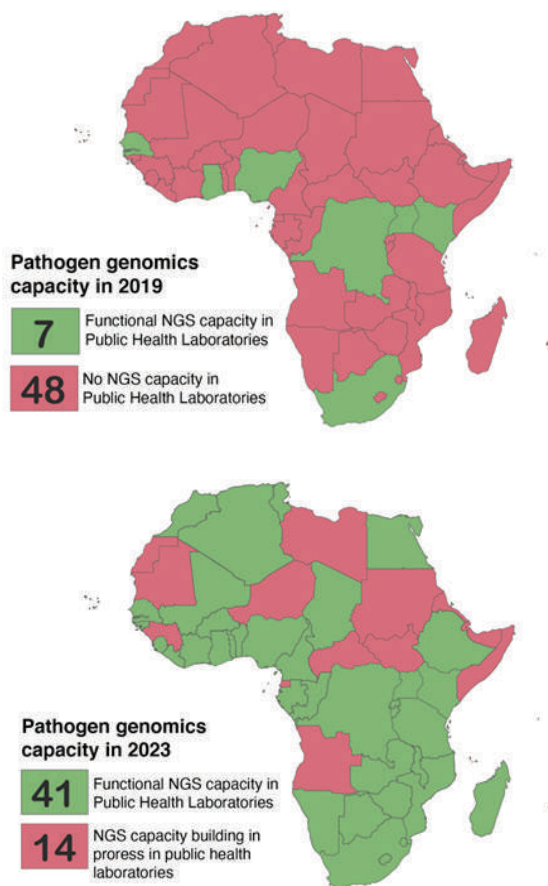 Pathogen genomics
capacity in 2019
7
Functional NGS capacity in
Public Health Laboratories
48
No NGS capacity in
Public Health Laboratories
Pathogen genomics
capacity in 2023
41
Functional NGS capacity in
Public Health Laboratories
14
NGS capacity building in
proress in public health
laboratories